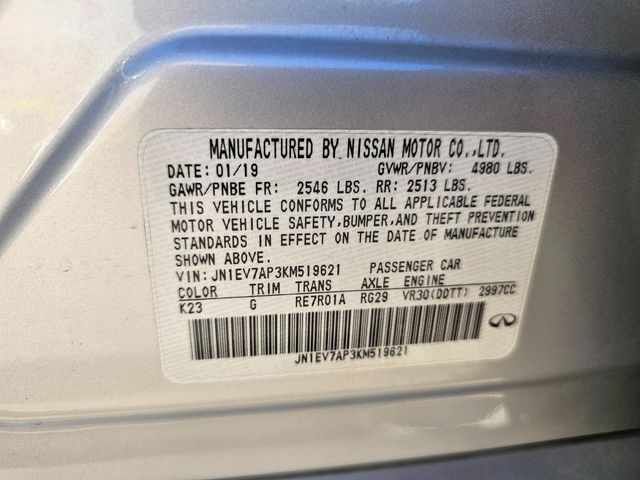 MANUFACTURED BY NISSAN MOTOR CO.,LTD.
DATE: 01/19 GVWR/PNBV: 4980 LBS.
GAWR/PNBE FR: 2546 LBS. RR: 2513 LBS.
THIS VEHICLE CONFORMS TO ALL APPLICABLE FEDERAL
MOTOR VEHICLE SAFETY,BUMPER,AND THEFT PREVENTION
STANDARDS IN EFFECT ON THE DATE OF MANUFACTURE
SHOWN ABOVE.
VIN: JN1EV7AP3KM519621 PASSENGER CAR
COLOR TRIM TRANS AXLE ENGINE
K23 G RE7R01A RG29 VR30(DDTT) 2997CC
JN1EV7AP3KM519621